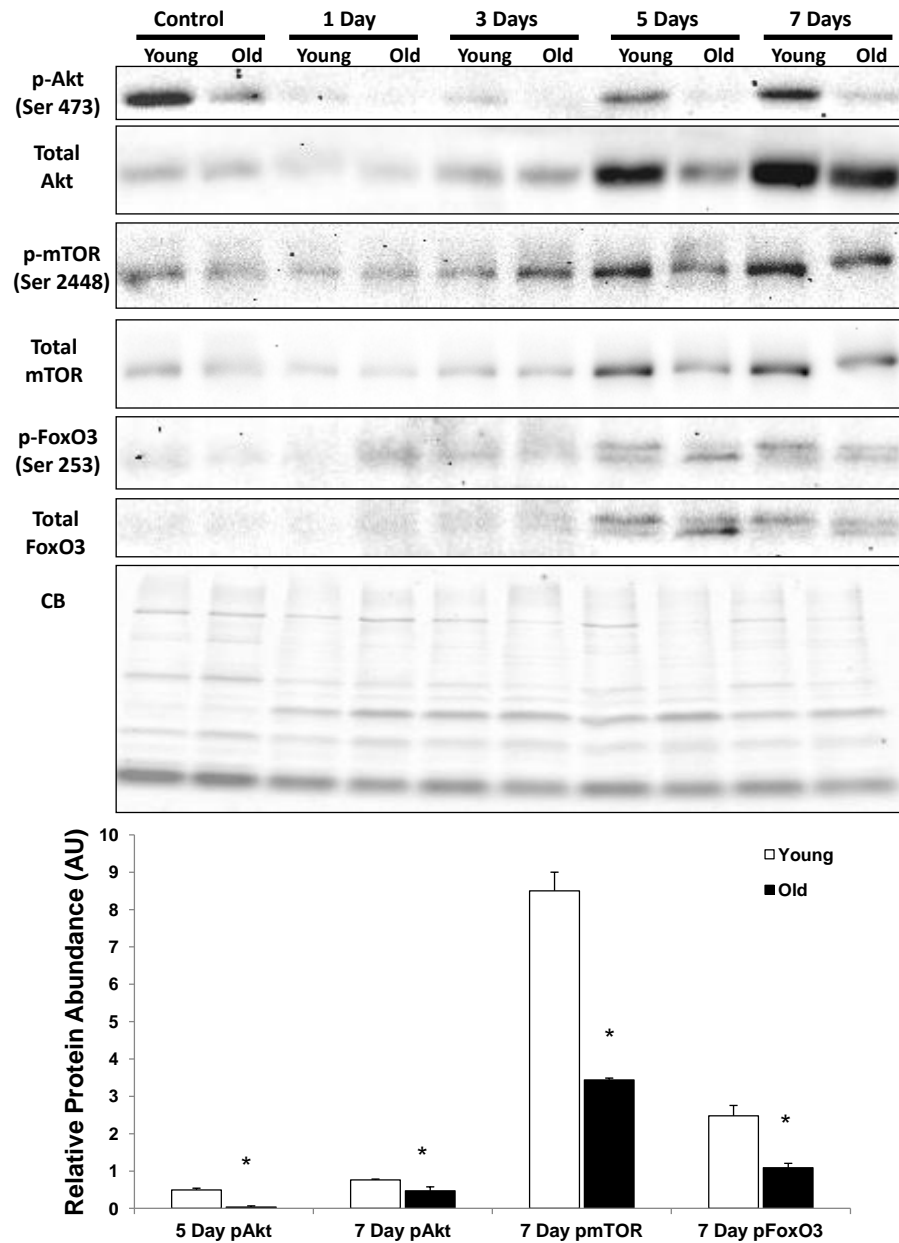 Control 1 Day 3 Days 5 Days 7 Days
Young Old Young Old Young Old Young Old Young Old
p-Akt
(Ser 473)
Total
Akt
p-mTOR
(Ser 2448)
Total
mTOR
p-FoxO3
(Ser 253)
Total
FoxO3
CB
Relative Protein Abundance (AU)
10
9
8
7
6
5
4
3
2
1
0
Young
Old
* * * *
5 Day pAkt 7 Day pAkt 7 Day pmTOR 7 Day pFoxO3